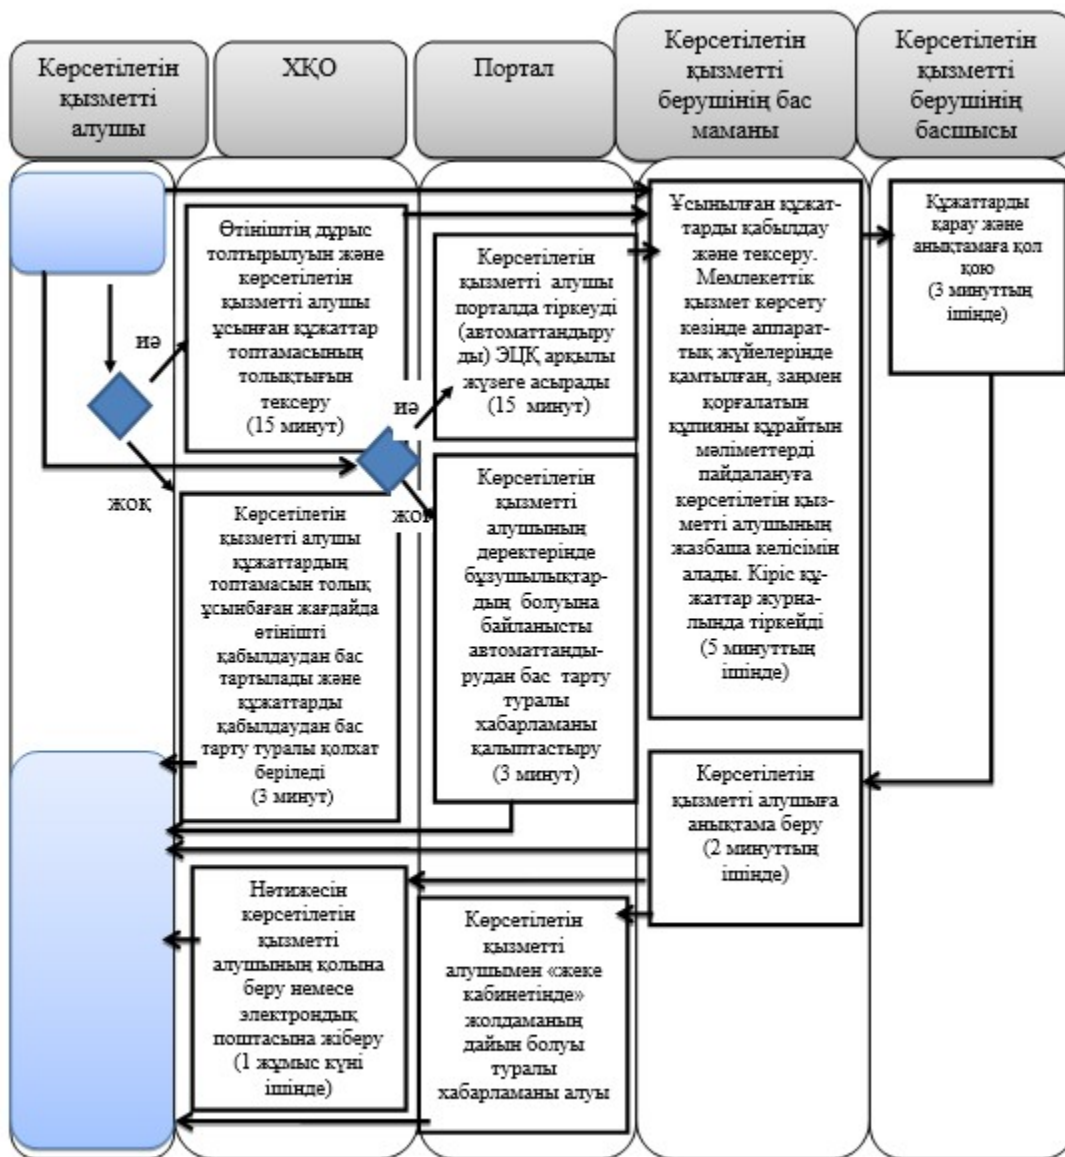 Көрсетілетін
қызметті
алушы
ХҚО
Портал
Көрсетілетін
қызметті
берушінің бас
маманы
Көрсетілетін
қызметті
берушінің
басшысы
Өтініштің дұрыс
толтырылуын және
көрсетілетін
қызметті алушы
ұсынған құжаттар
топтамасының
толықтығын
тексеру
(15 минут)
иә
жоқ
Көрсетілетін
қызметті алушы
құжаттардың
топтамасын толық
ұсынбаған жағдайда
өтінішті
қабылдаудан бас
тартылады және
құжаттарды
қабылдаудан бас
тарту туралы қолхат
беріледі
(3 минут)
Көрсетілетін
қызметті алушы
порталда тіркеуді
(автоматтандыру
ды) ЭЦҚ арқылы
жүзеге асырады
(15 минут)
иә
Көрсетілетін
қызметті
алушының
деректерінде
бұзушылықтар-
дың болуына
байланысты
автоматтанды-
рудан бас тарту
туралы
хабарламаны
қалыптастыру
(3 минут)
Ұсынылған құжат-
тарды қабылдау
және тексеру.
Мемлекеттік
қызмет көрсету
кезінде аппарат-
тық жүйелерінде
қамтылған, заңмен
қорғалатын
құпияны құрайтын
мәліметтерді
пайдалануға
көрсетілетін қыз-
метті алушының
жазбаша келісімін
алады. Кіріс құ-
жаттар журна-
лында тіркейді
(5 минуттың
ішінде)
Құжаттарды
қарау және
анықтамаға қол
қою
(3 минуттың
ішінде)
Көрсетілетін
қызметті алушыға
анықтама беру
(2 минуттың
ішінде)
Нәтижесін
көрсетілетін
қызметті
алушының қолына
беру немесе
электрондық
поштасына жіберу
(1 жұмыс күні
ішінде)
Көрсетілетін
қызметті
алушымен «жеке
кабинетінде»
жолдаманың
дайын болуы
туралы
хабарламаны алуы